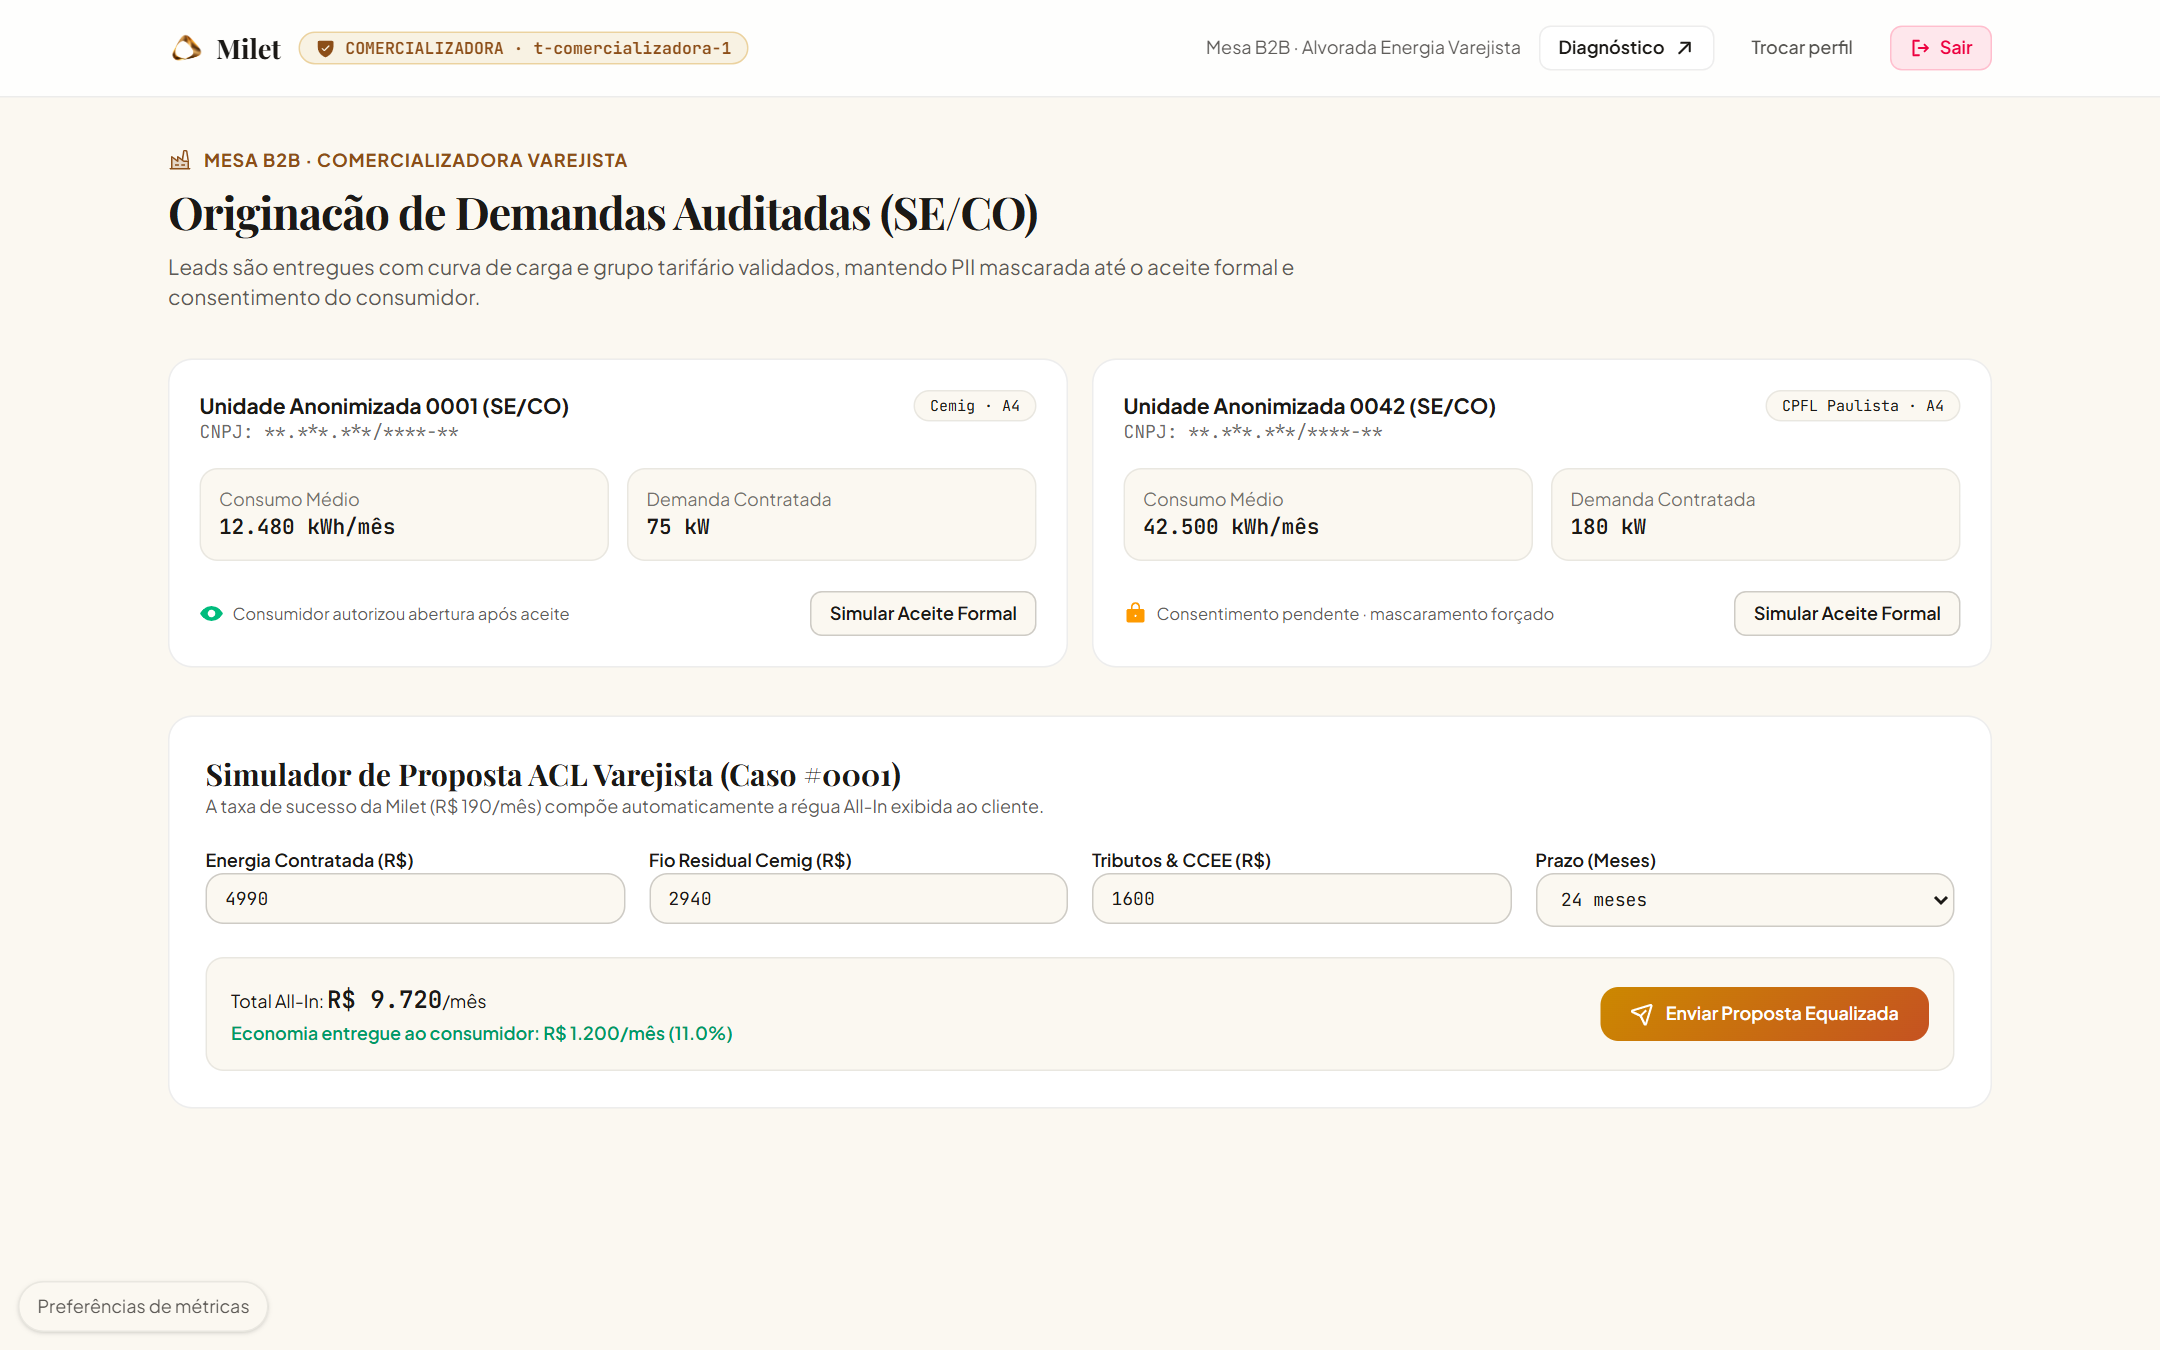 Milet
COMERCIALIZADORA · t-comercializadora-1
Mesa B2B · Alvorada Energia Varejista
Diagnóstico
Trocar perfil
Sair
MESA B2B · COMERCIALIZADORA VAREJISTA
Originacão de Demandas Auditadas (SE/CO)
Leads são entregues com curva de carga e grupo tarifário validados, mantendo PII mascarada até o aceite formal e
consentimento do consumidor.
Unidade Anonimizada 0001 (SE/CO)
Cemig · A4
CNPJ: **.***.***/****-**
Consumo Médio
12.480 kWh/mês
Demanda Contratada
75 kW
Consumidor autorizou abertura após aceite
Simular Aceite Formal
Unidade Anonimizada 0042 (SE/CO)
CPFL Paulista · A4
CNPJ: **.***.***/****-**
Consumo Médio
42.500 kWh/mês
Demanda Contratada
180 kW
Consentimento pendente · mascaramento forçado
Simular Aceite Formal
Simulador de Proposta ACL Varejista (Caso #0001)
A taxa de sucesso da Milet (R$ 190/mês) compõe automaticamente a régua All-In exibida ao cliente.
Energia Contratada (R$)
4990
Fio Residual Cemig (R$)
2940
Tributos & CCEE (R$)
1600
Prazo (Meses)
24 meses
Total All-In: R$ 9.720/mês
Economia entregue ao consumidor: R$ 1.200/mês (11.0%)
Enviar Proposta Equalizada
Preferências de métricas